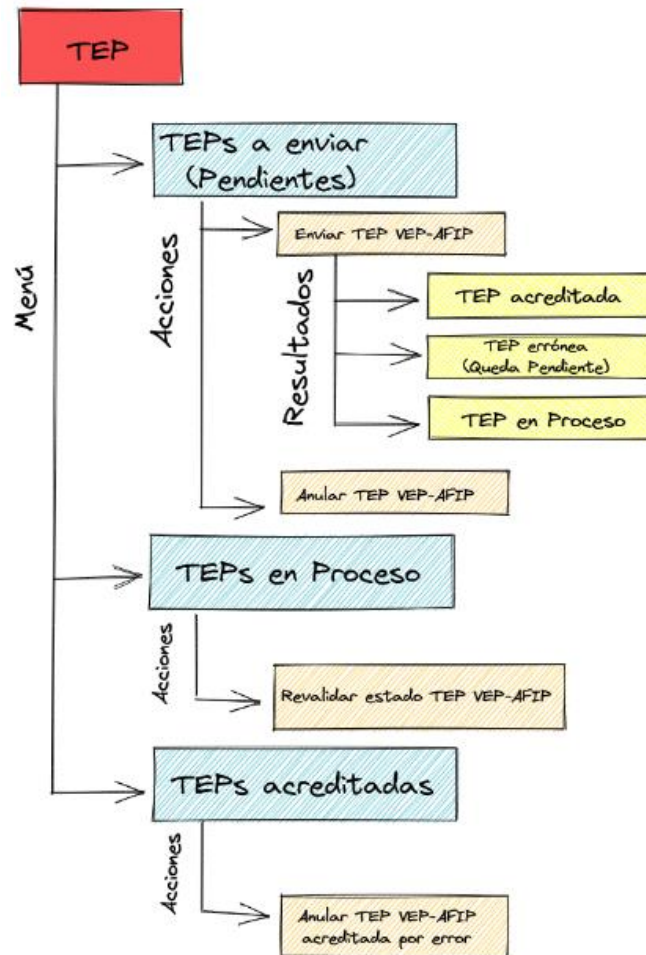 TEP
Menú
TEPs a enviar
(Pendientes)
Acciones
Enviar TEP VEP-AFIP
Resultados
TEP acreditada
TEP errónea
(Queda Pendiente)
TEP en Proceso
Anular TEP VEP-AFIP
TEPs en Proceso
Acciones
Revalidar estado TEP VEP-AFIP
TEPs acreditadas
Acciones
Anular TEP VEP-AFIP
acreditada por error